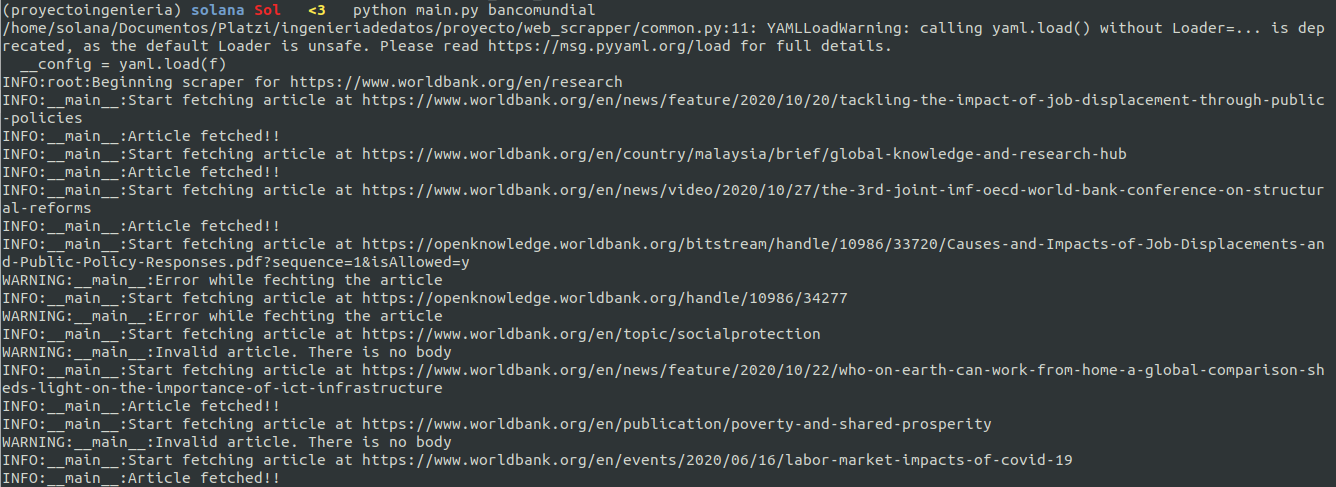 (proyectoingenieria) solana Sol <3 python main.py bancomundial
/home/solana/Documentos/Platzi/ingenieriadedatos/proyecto/web_scrapper/common.py:11: YAMLLoadWarning: calling yaml.load() without Loader=... is dep
recated, as the default Loader is unsafe. Please read https://msg.pyyaml.org/load for full details.
__config = yaml.load(f)
INFO:root:Beginning scraper for https://www.worldbank.org/en/research
INFO:__main__:Start fetching article at https://www.worldbank.org/en/news/feature/2020/10/20/tackling-the-impact-of-job-displacement-through-public
-policies
INFO:__main__:Article fetched!!
INFO:__main__:Start fetching article at https://www.worldbank.org/en/country/malaysia/brief/global-knowledge-and-research-hub
INFO:__main__:Article fetched!!
INFO:__main__:Start fetching article at https://www.worldbank.org/en/news/video/2020/10/27/the-3rd-joint-imf-oecd-world-bank-conference-on-structur
al-reforms
INFO:__main__:Article fetched!!
INFO:__main__:Start fetching article at https://openknowledge.worldbank.org/bitstream/handle/10986/33720/Causes-and-Impacts-of-Job-Displacements-an
d-Public-Policy-Responses.pdf?sequence=1&isAllowed=y
WARNING:__main__:Error while fechting the article
INFO:__main__:Start fetching article at https://openknowledge.worldbank.org/handle/10986/34277
WARNING:__main__:Error while fechting the article
INFO:__main__:Start fetching article at https://www.worldbank.org/en/topic/socialprotection
WARNING:__main__:Invalid article. There is no body
INFO:__main__:Start fetching article at https://www.worldbank.org/en/news/feature/2020/10/22/who-on-earth-can-work-from-home-a-global-comparison-sh
eds-light-on-the-importance-of-ict-infrastructure
INFO:__main__:Article fetched!!
INFO:__main__:Start fetching article at https://www.worldbank.org/en/publication/poverty-and-shared-prosperity
WARNING:__main__:Invalid article. There is no body
INFO:__main__:Start fetching article at https://www.worldbank.org/en/events/2020/06/16/labor-market-impacts-of-covid-19
INFO:__main__:Article fetched!!